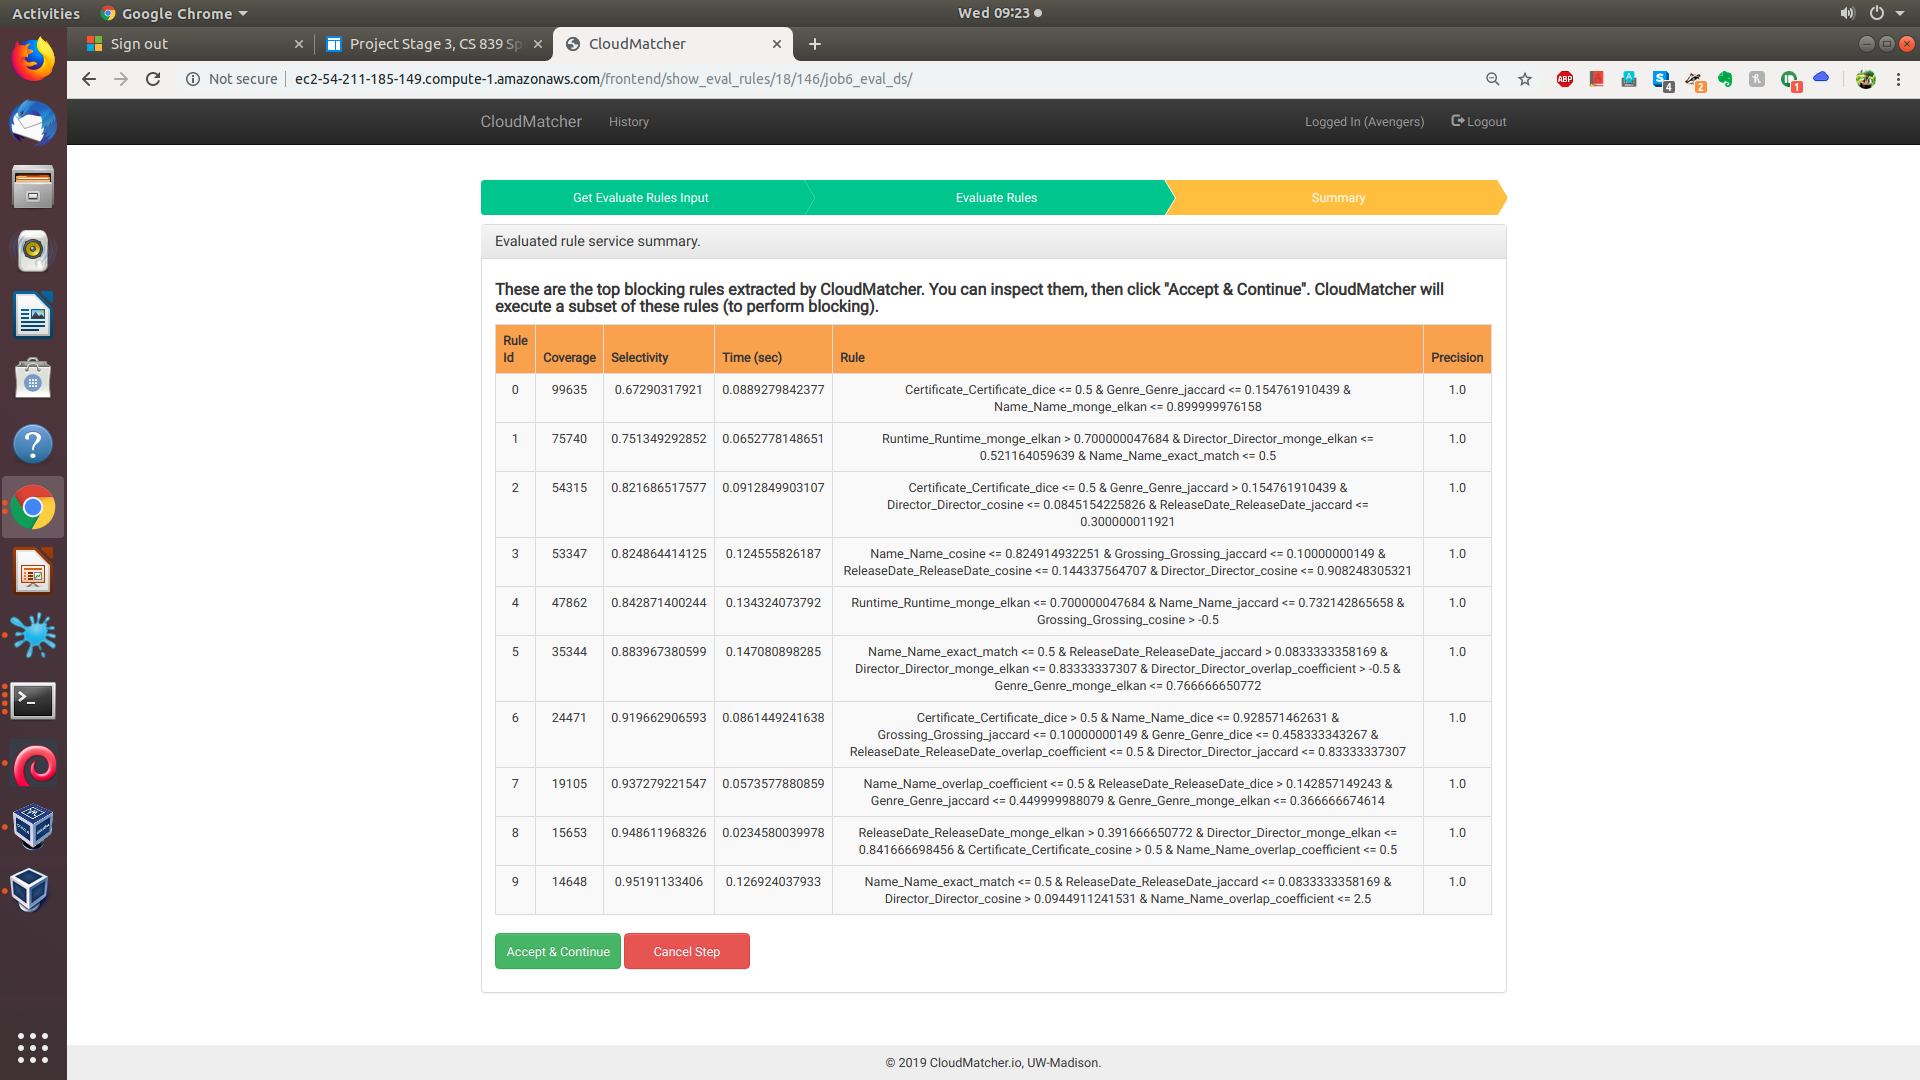 Activities Google Chrome Wed 09:23
Sign out Project Stage 3, CS 839 Sp CloudMatcher
Not secure ec2-54-211-185-149.compute-1.amazonaws.com/frontend/show_eval_rules/18/146/job6_eval_ds/
CloudMatcher History Logged In (Avengers) Logout
Get Evaluate Rules Input Evaluate Rules Summary
Evaluated rule service summary.
These are the top blocking rules extracted by CloudMatcher. You can inspect them, then click "Accept & Continue". CloudMatcher will
execute a subset of these rules (to perform blocking).
Rule
Id Coverage Selectivity Time (sec) Rule Precision
0 99635 0.67290317921 0.0889279842377 Certificate_Certificate_dice <= 0.5 & Genre_Genre_jaccard <= 0.154761910439 & 1.0
Name_Name_monge_elkan <= 0.899999976158
1 75740 0.751349292852 0.0652778148651 Runtime_Runtime_monge_elkan > 0.700000047684 & Director_Director_monge_elkan <= 1.0
0.521164059639 & Name_Name_exact_match <= 0.5
2 54315 0.821686517577 0.0912849903107 Certificate_Certificate_dice <= 0.5 & Genre_Genre_jaccard > 0.154761910439 & 1.0
Director_Director_cosine <= 0.0845154225826 & ReleaseDate_ReleaseDate_jaccard <=
0.300000011921
3 53347 0.824864414125 0.124555826187 Name_Name_cosine <= 0.824914932251 & Grossing_Grossing_jaccard <= 0.10000000149 & 1.0
ReleaseDate_ReleaseDate_cosine <= 0.144337564707 & Director_Director_cosine <= 0.908248305321
4 47862 0.842871400244 0.134324073792 Runtime_Runtime_monge_elkan <= 0.700000047684 & Name_Name_jaccard <= 0.732142865658 & 1.0
Grossing_Grossing_cosine > -0.5
5 35344 0.883967380599 0.147080898285 Name_Name_exact_match <= 0.5 & ReleaseDate_ReleaseDate_jaccard > 0.0833333358169 & 1.0
Director_Director_monge_elkan <= 0.83333337307 & Director_Director_overlap_coefficient > -0.5 &
Genre_Genre_monge_elkan <= 0.766666650772
6 24471 0.919662906593 0.0861449241638 Certificate_Certificate_dice > 0.5 & Name_Name_dice <= 0.928571462631 & 1.0
Grossing_Grossing_jaccard <= 0.10000000149 & Genre_Genre_dice <= 0.458333343267 &
ReleaseDate_ReleaseDate_overlap_coefficient <= 0.5 & Director_Director_jaccard <= 0.83333337307
7 19105 0.937279221547 0.0573577880859 Name_Name_overlap_coefficient <= 0.5 & ReleaseDate_ReleaseDate_dice > 0.142857149243 & 1.0
Genre_Genre_jaccard <= 0.449999988079 & Genre_Genre_monge_elkan <= 0.366666674614
8 15653 0.948611968326 0.0234580039978 ReleaseDate_ReleaseDate_monge_elkan > 0.391666650772 & Director_Director_monge_elkan <= 1.0
0.841666698456 & Certificate_Certificate_cosine > 0.5 & Name_Name_overlap_coefficient <= 0.5
9 14648 0.95191133406 0.126924037933 Name_Name_exact_match <= 0.5 & ReleaseDate_ReleaseDate_jaccard <= 0.0833333358169 & 1.0
Director_Director_cosine > 0.0944911241531 & Name_Name_overlap_coefficient <= 2.5
Accept & Continue Cancel Step
© 2019 CloudMatcher.io, UW-Madison.